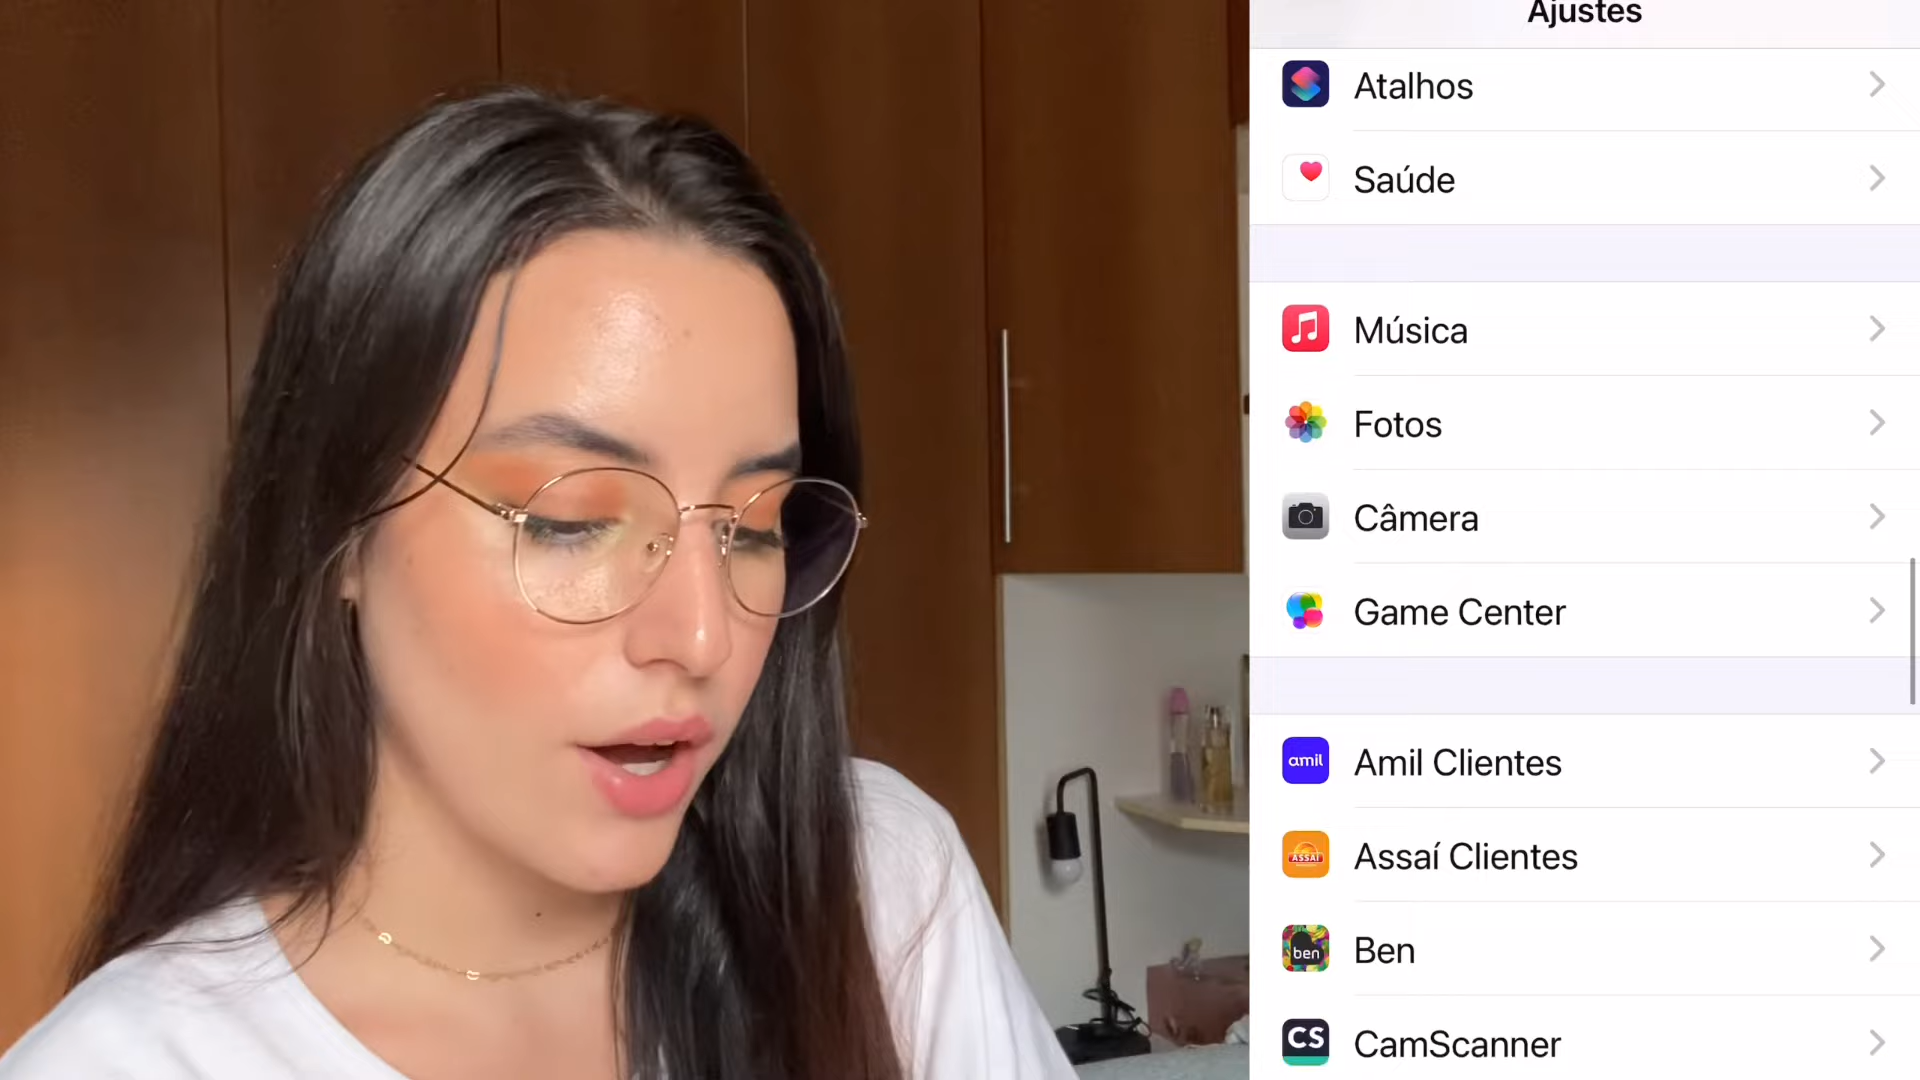 Ajustes
Atalhos
Saúde
Música
Fotos
Câmera
Game Center
amil
Amil Clientes
ASSAÍ
Assaí Clientes
ben
Ben
CS
CamScanner